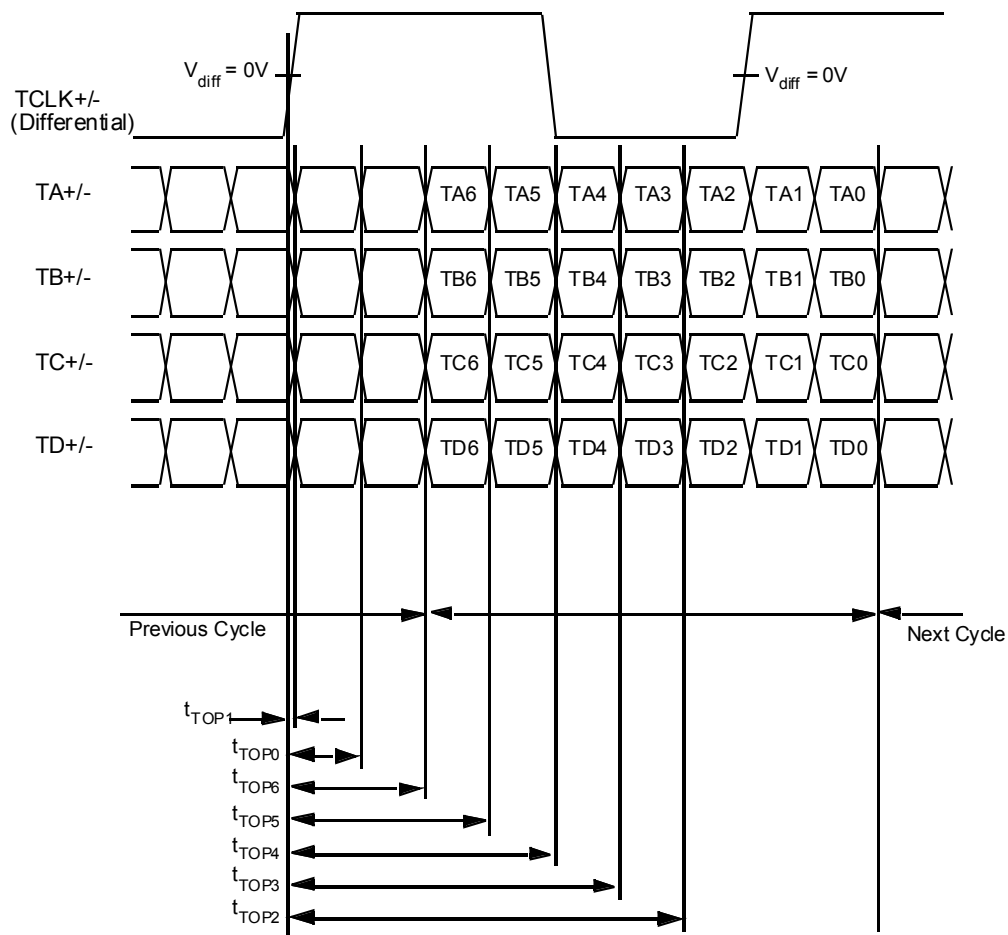 V_diff = 0V
V_diff = 0V
TCLK+/-
(Differential)
TA+/-
TA6 TA5 TA4 TA3 TA2 TA1 TA0
TB+/-
TB6 TB5 TB4 TB3 TB2 TB1 TB0
TC+/-
TC6 TC5 TC4 TC3 TC2 TC1 TC0
TD+/-
TD6 TD5 TD4 TD3 TD2 TD1 TD0
Previous Cycle
Next Cycle
t_TOP1
t_TOP0
t_TOP6
t_TOP5
t_TOP4
t_TOP3
t_TOP2